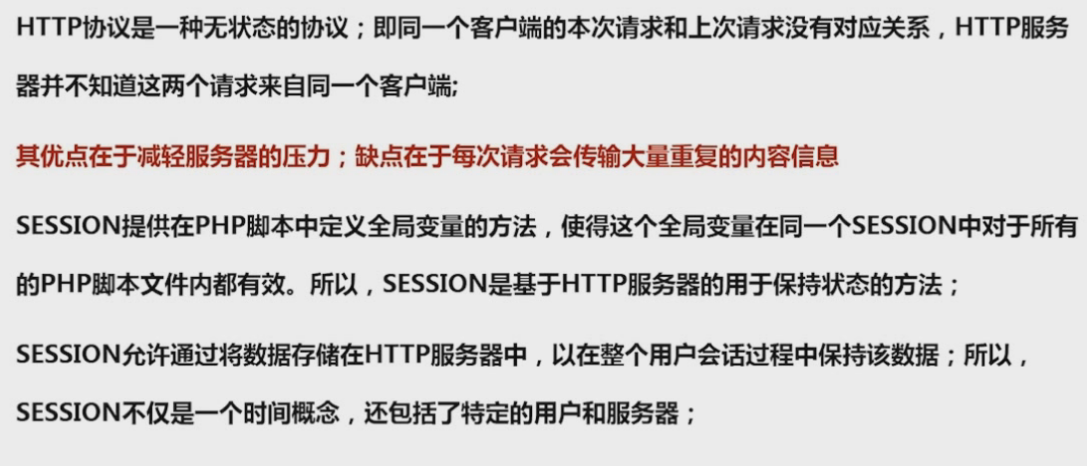 HTTP协议是一种无状态的协议；即同一个客户端的本次请求和上次请求没有对应关系，HTTP服务
器并不知道这两个请求来自同一个客户端;
其优点在于减轻服务器的压力；缺点在于每次请求会传输大量重复的内容信息
SESSION提供在PHP脚本中定义全局变量的方法，使得这个全局变量在同一个SESSION中对于所有
的PHP脚本文件内都有效。所以，SESSION是基于HTTP服务器的用于保持状态的方法；
SESSION允许通过将数据存储在HTTP服务器中，以在整个用户会话过程中保持该数据；所以，
SESSION不仅是一个时间概念，还包括了特定的用户和服务器；